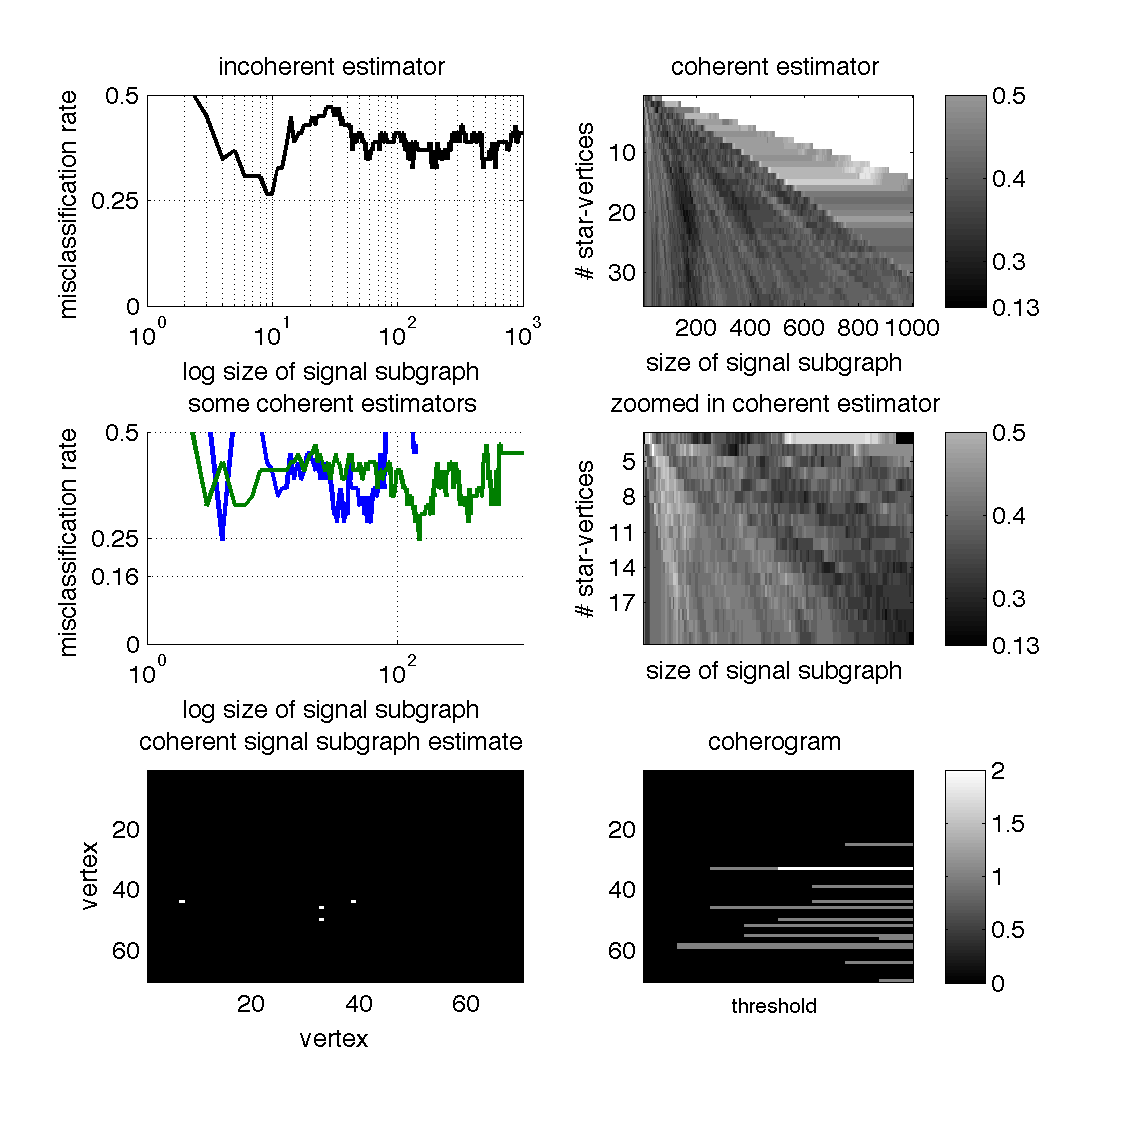 incoherent estimator
misclassification rate
0.5
0.25
0
10^0
10^1
10^2
10^3
log size of signal subgraph
coherent estimator
# star-vertices
10
20
30
200 400 600 800 1000
size of signal subgraph
0.5
0.4
0.3
0.13
some coherent estimators
misclassification rate
0.5
0.25
0.16
0
10^0
10^2
log size of signal subgraph
zoomed in coherent estimator
# star-vertices
5
8
11
14
17
size of signal subgraph
0.5
0.4
0.3
0.13
coherent signal subgraph estimate
vertex
20
40
60
20 40 60
vertex
coherogram
20
40
60
threshold
2
1.5
1
0.5
0